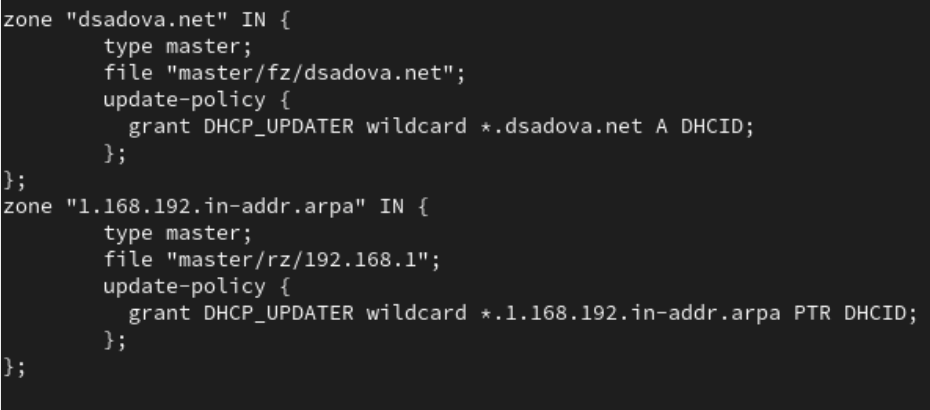 zone "dsadova.net" IN {
type master;
file "master/fz/dsadova.net";
update-policy {
grant DHCP_UPDATER wildcard *.dsadova.net A DHCID;
};
};
zone "1.168.192.in-addr.arpa" IN {
type master;
file "master/rz/192.168.1";
update-policy {
grant DHCP_UPDATER wildcard *.1.168.192.in-addr.arpa PTR DHCID;
};
};